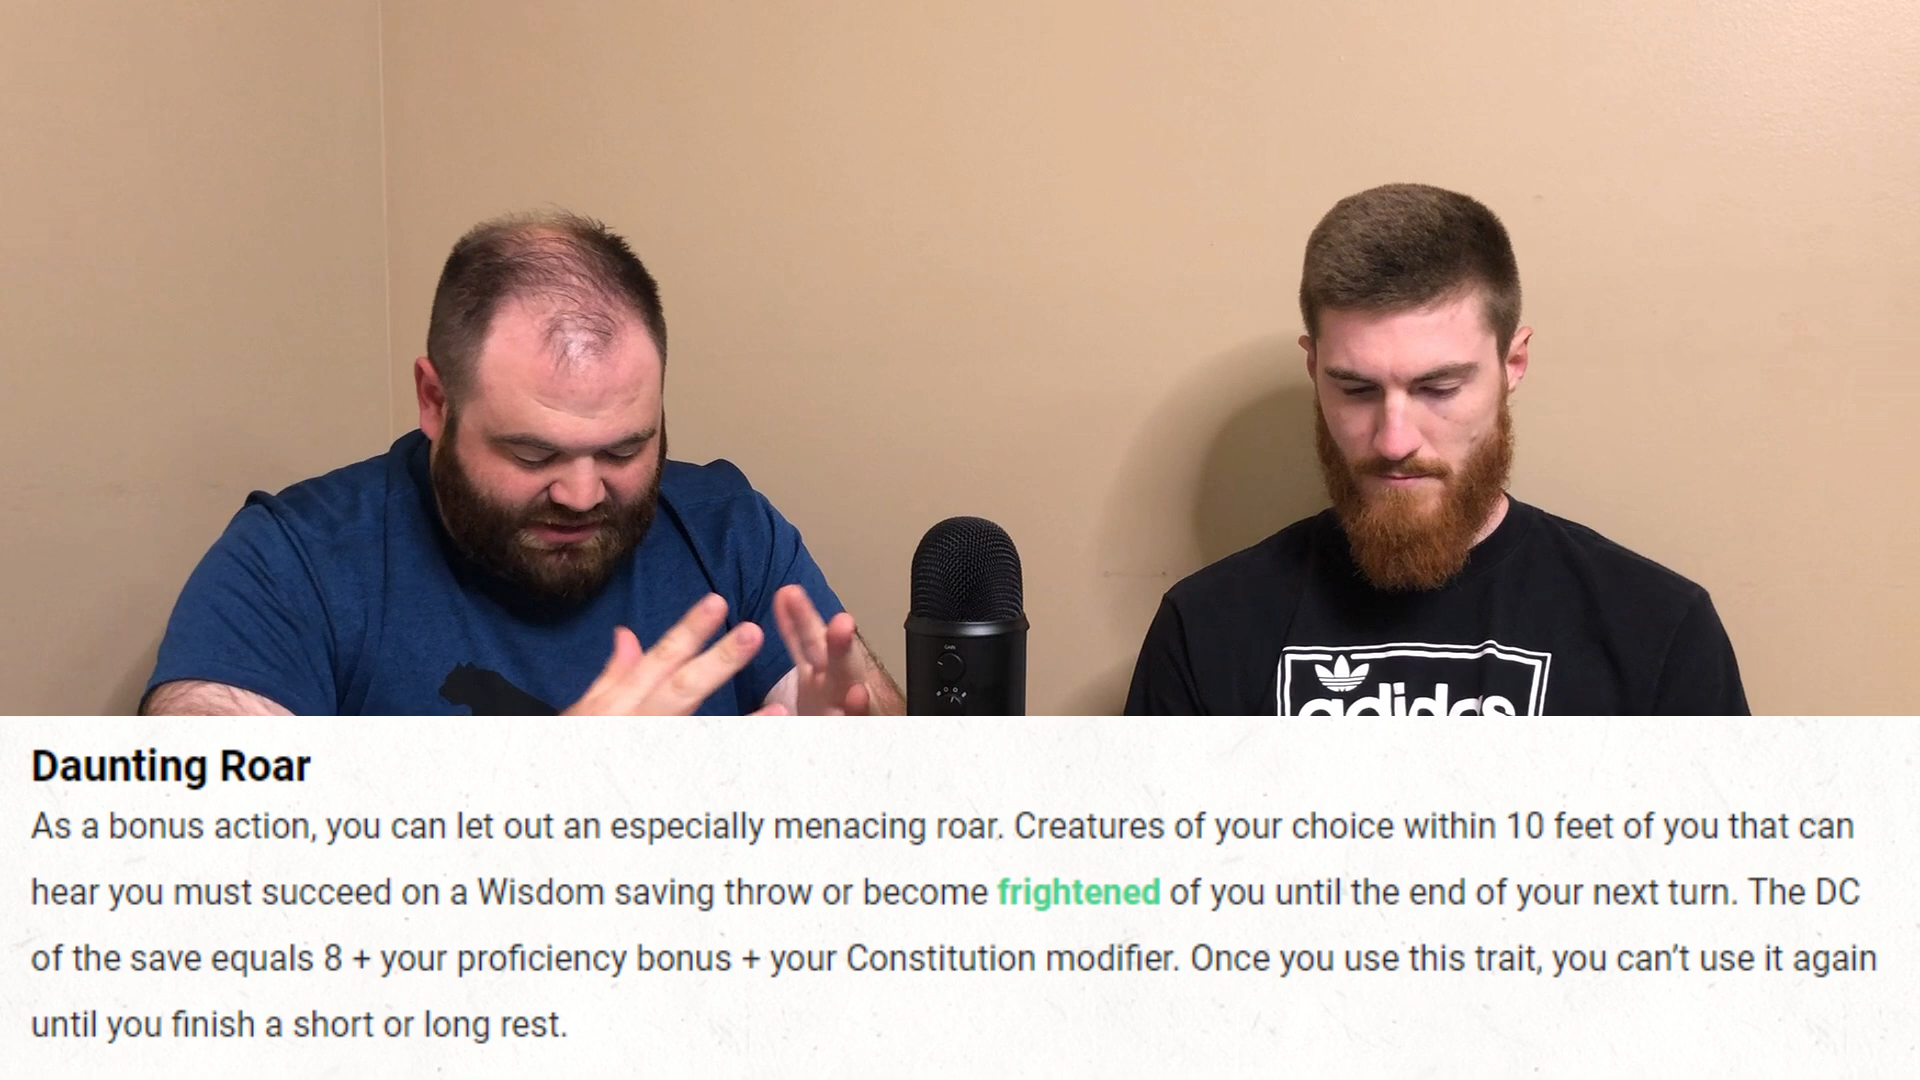 GAIN
adidas
Daunting Roar
As a bonus action, you can let out an especially menacing roar. Creatures of your choice within 10 feet of you that can
hear you must succeed on a Wisdom saving throw or become frightened of you until the end of your next turn. The DC
of the save equals 8 + your proficiency bonus + your Constitution modifier. Once you use this trait, you can’t use it again
until you finish a short or long rest.